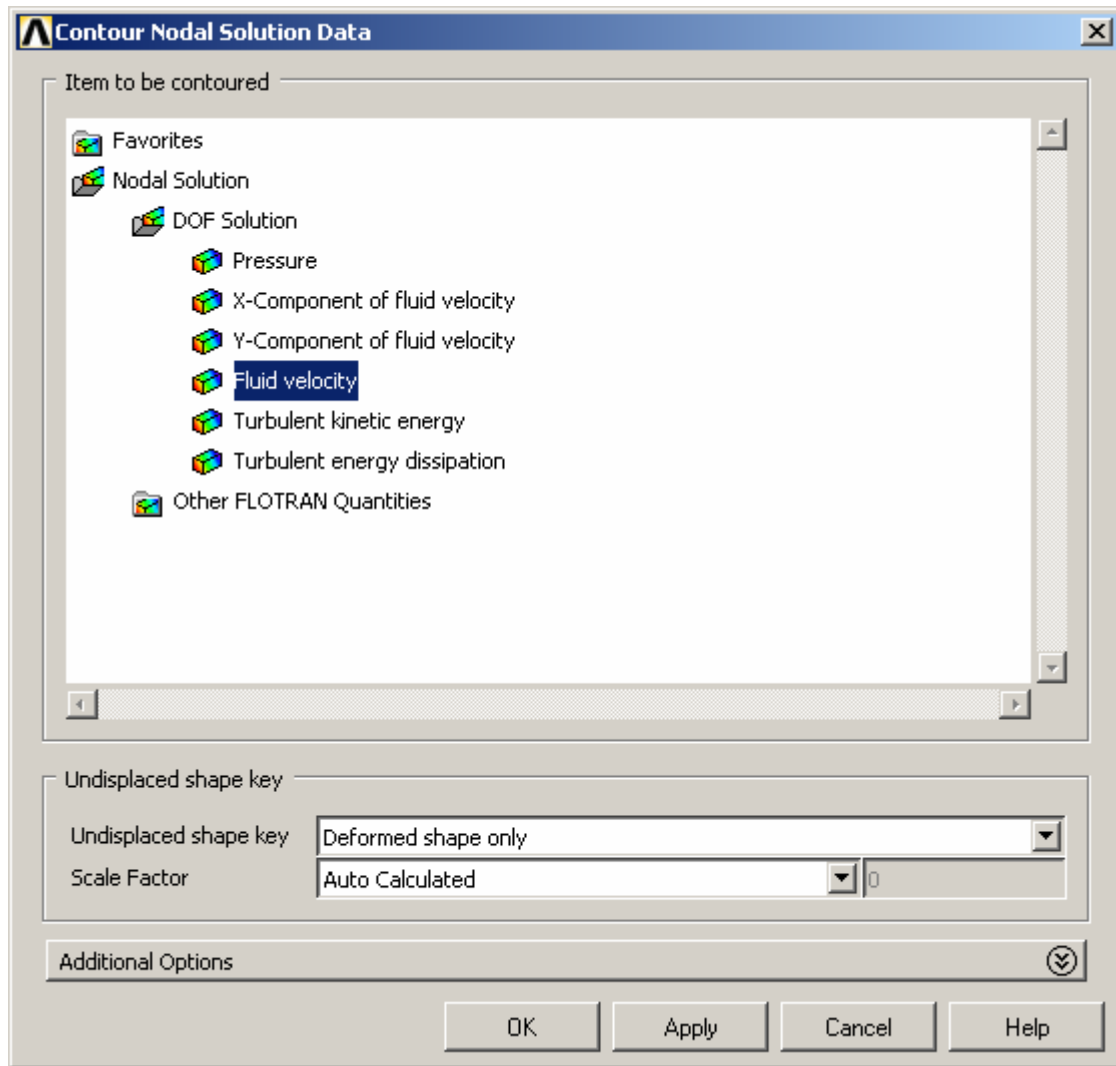 Contour Nodal Solution Data
Item to be contoured
Favorites
Nodal Solution
DOF Solution
Pressure
X-Component of fluid velocity
Y-Component of fluid velocity
Fluid velocity
Turbulent kinetic energy
Turbulent energy dissipation
Other FLOTRAN Quantities
Undisplaced shape key
Undisplaced shape key Deformed shape only
Scale Factor Auto Calculated 0
Additional Options
OK Apply Cancel Help